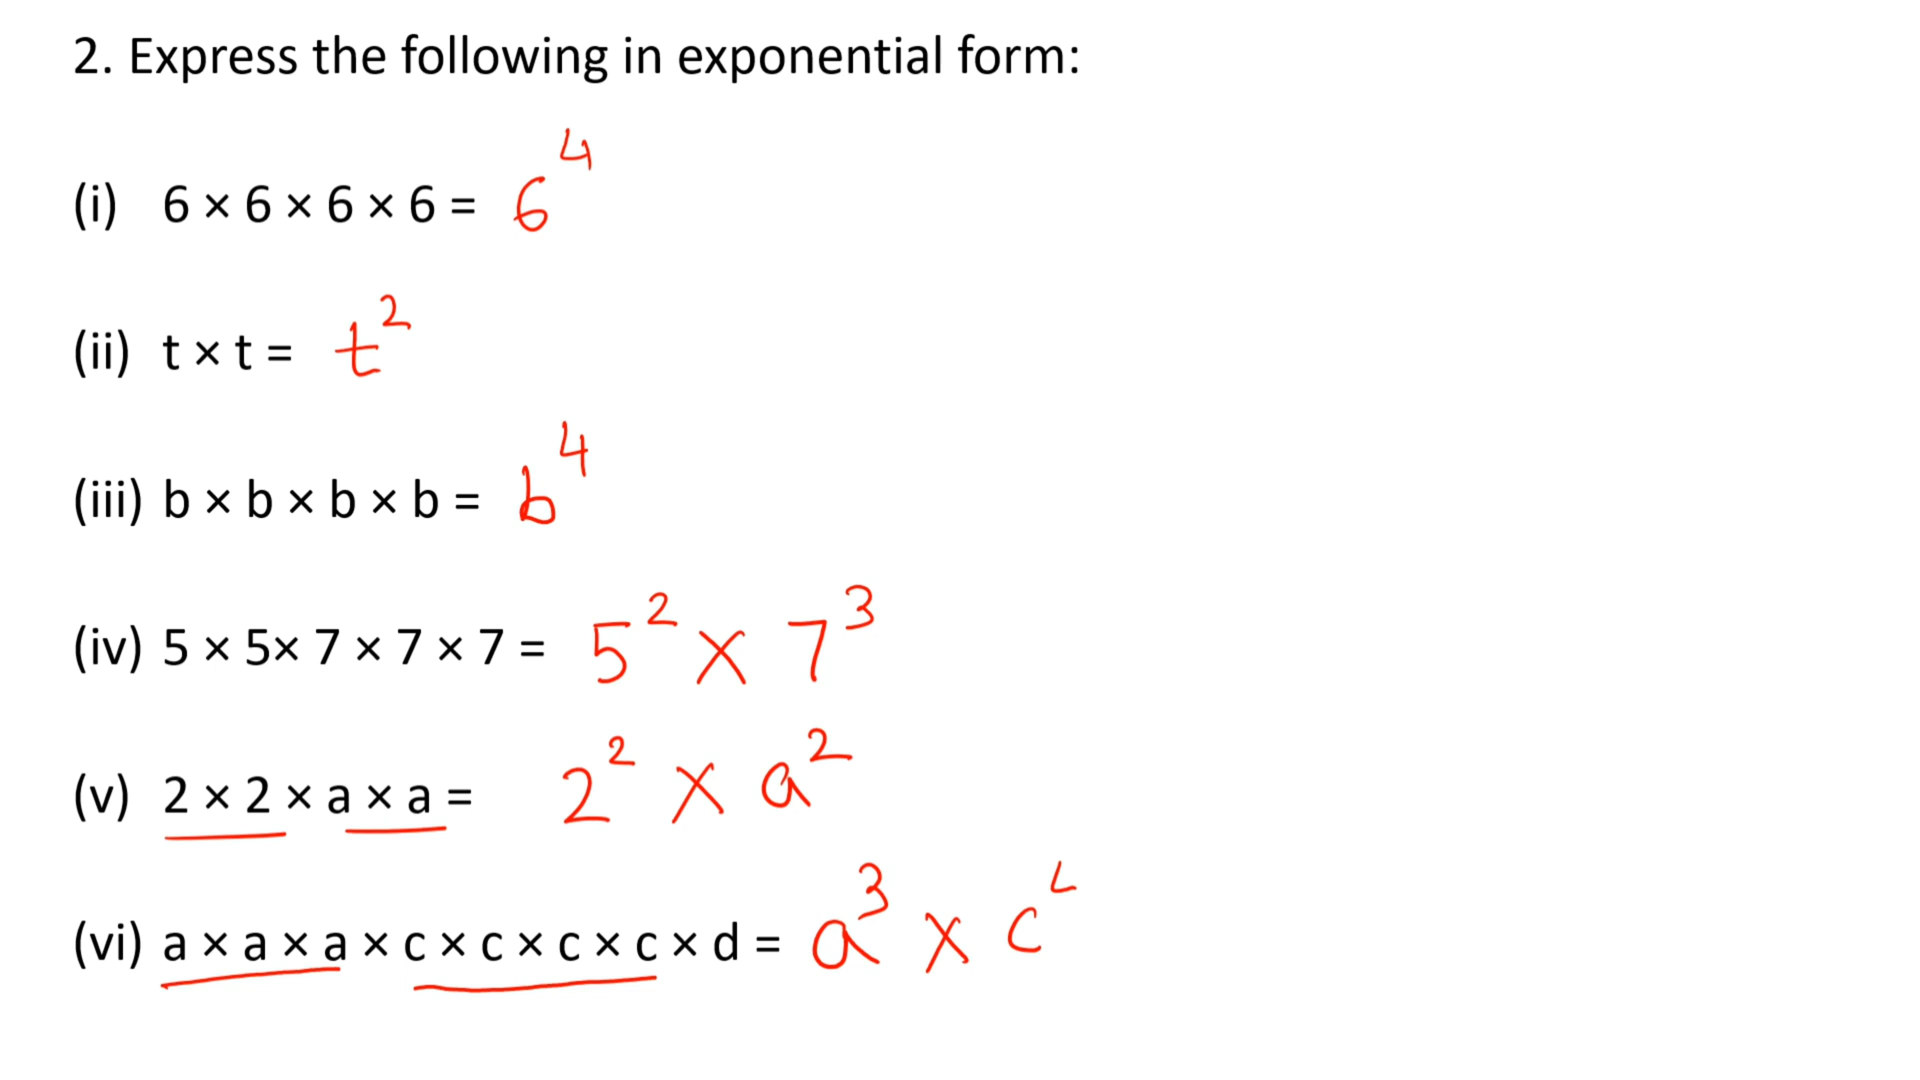 2. Express the following in exponential form:
(i) 6 × 6 × 6 × 6 = 6⁴
(ii) t × t = t²
(iii) b × b × b × b = b⁴
(iv) 5 × 5× 7 × 7 × 7 = 5² × 7³
(v) 2 × 2 × a × a = 2² × a²
(vi) a × a × a × c × c × c × c × d = a³ × c